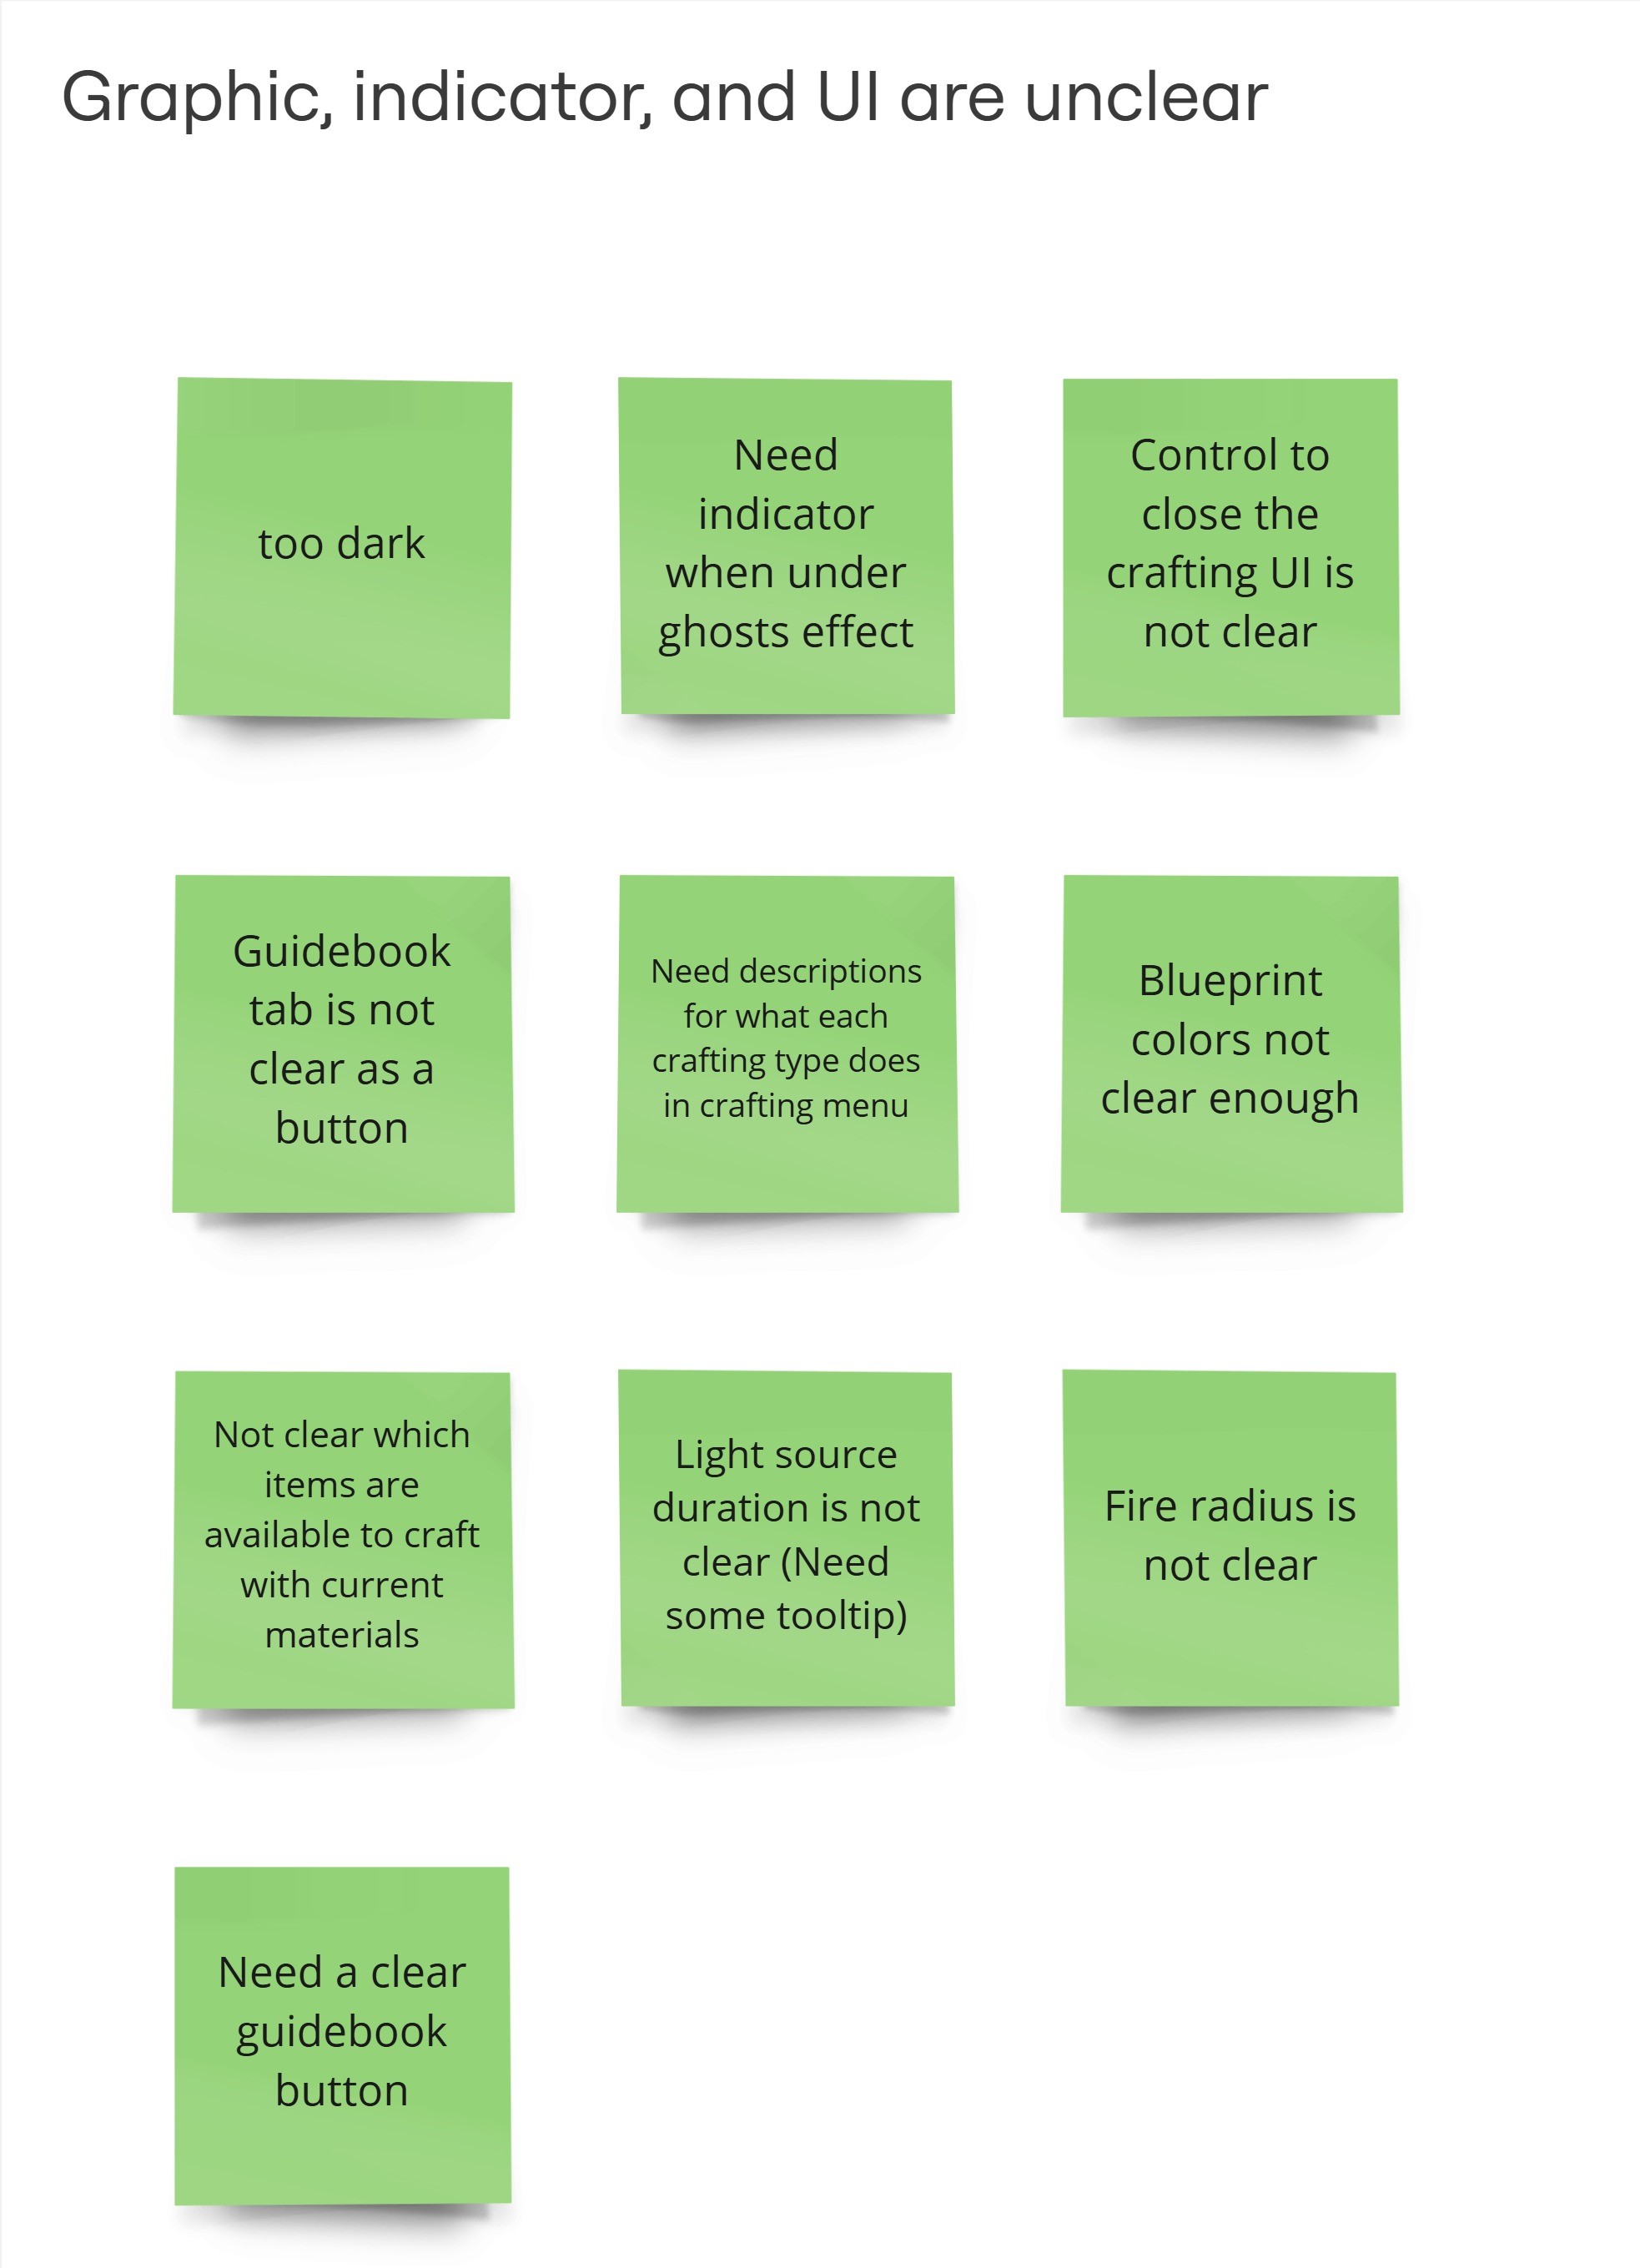 Graphic, indicator, and UI are unclear
too dark
Need
indicator
when under
ghosts effect
Control to
close the
crafting UI is
not clear
Guidebook
tab is not
clear as a
button
Need descriptions
for what each
crafting type does
in crafting menu
Blueprint
colors not
clear enough
Not clear which
items are
available to craft
with current
materials
Light source
duration is not
clear (Need
some tooltip)
Fire radius is
not clear
Need a clear
guidebook
button